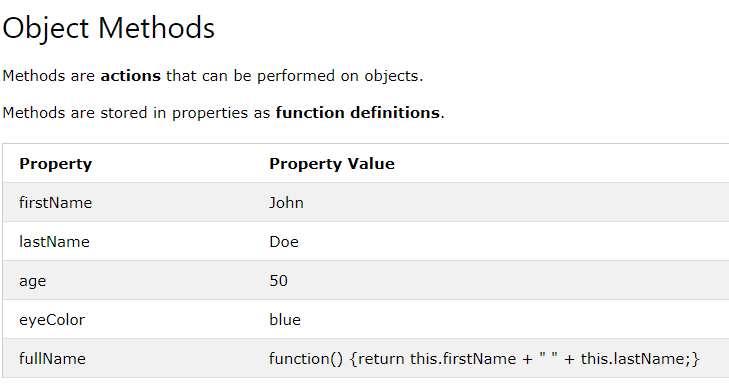 Object Methods
Methods are actions that can be performed on objects.
Methods are stored in properties as function definitions.
Property Property Value
firstName John
lastName Doe
age 50
eyeColor blue
fullName function() {return this.firstName + " " + this.lastName;}